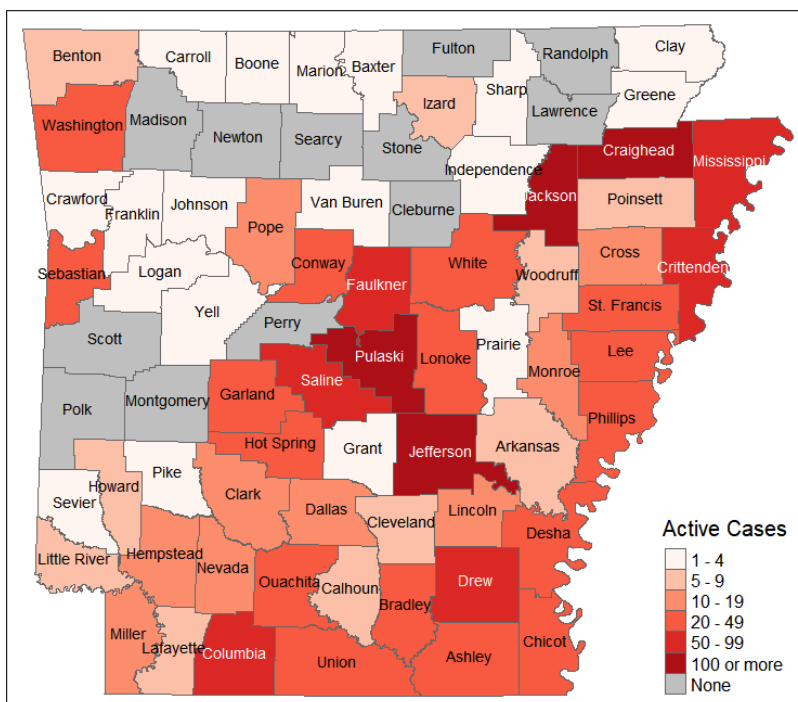 Benton
Carroll
Boone
Marion
Baxter
Fulton
Randolph
Clay
Sharp
Izard
Greene
Lawrence
Washington
Madison
Newton
Searcy
Stone
Independence
Craighead
Mississippi
Jackson
Poinsett
Crawford
Franklin
Johnson
Van Buren
Cleburne
Pope
Conway
White
Woodruff
Cross
Crittenden
Sebastian
Logan
Faulkner
Yell
St. Francis
Perry
Scott
Pulaski
Lonoke
Prairie
Lee
Monroe
Saline
Garland
Polk
Montgomery
Phillips
Hot Spring
Grant
Jefferson
Arkansas
Pike
Howard
Sevier
Clark
Dallas
Cleveland
Lincoln
Desha
Little River
Hempstead
Nevada
Ouachita
Calhoun
Drew
Bradley
Miller
Lafayette
Columbia
Union
Ashley
Chicot
Active Cases
1 - 4
5 - 9
10 - 19
20 - 49
50 - 99
100 or more
None